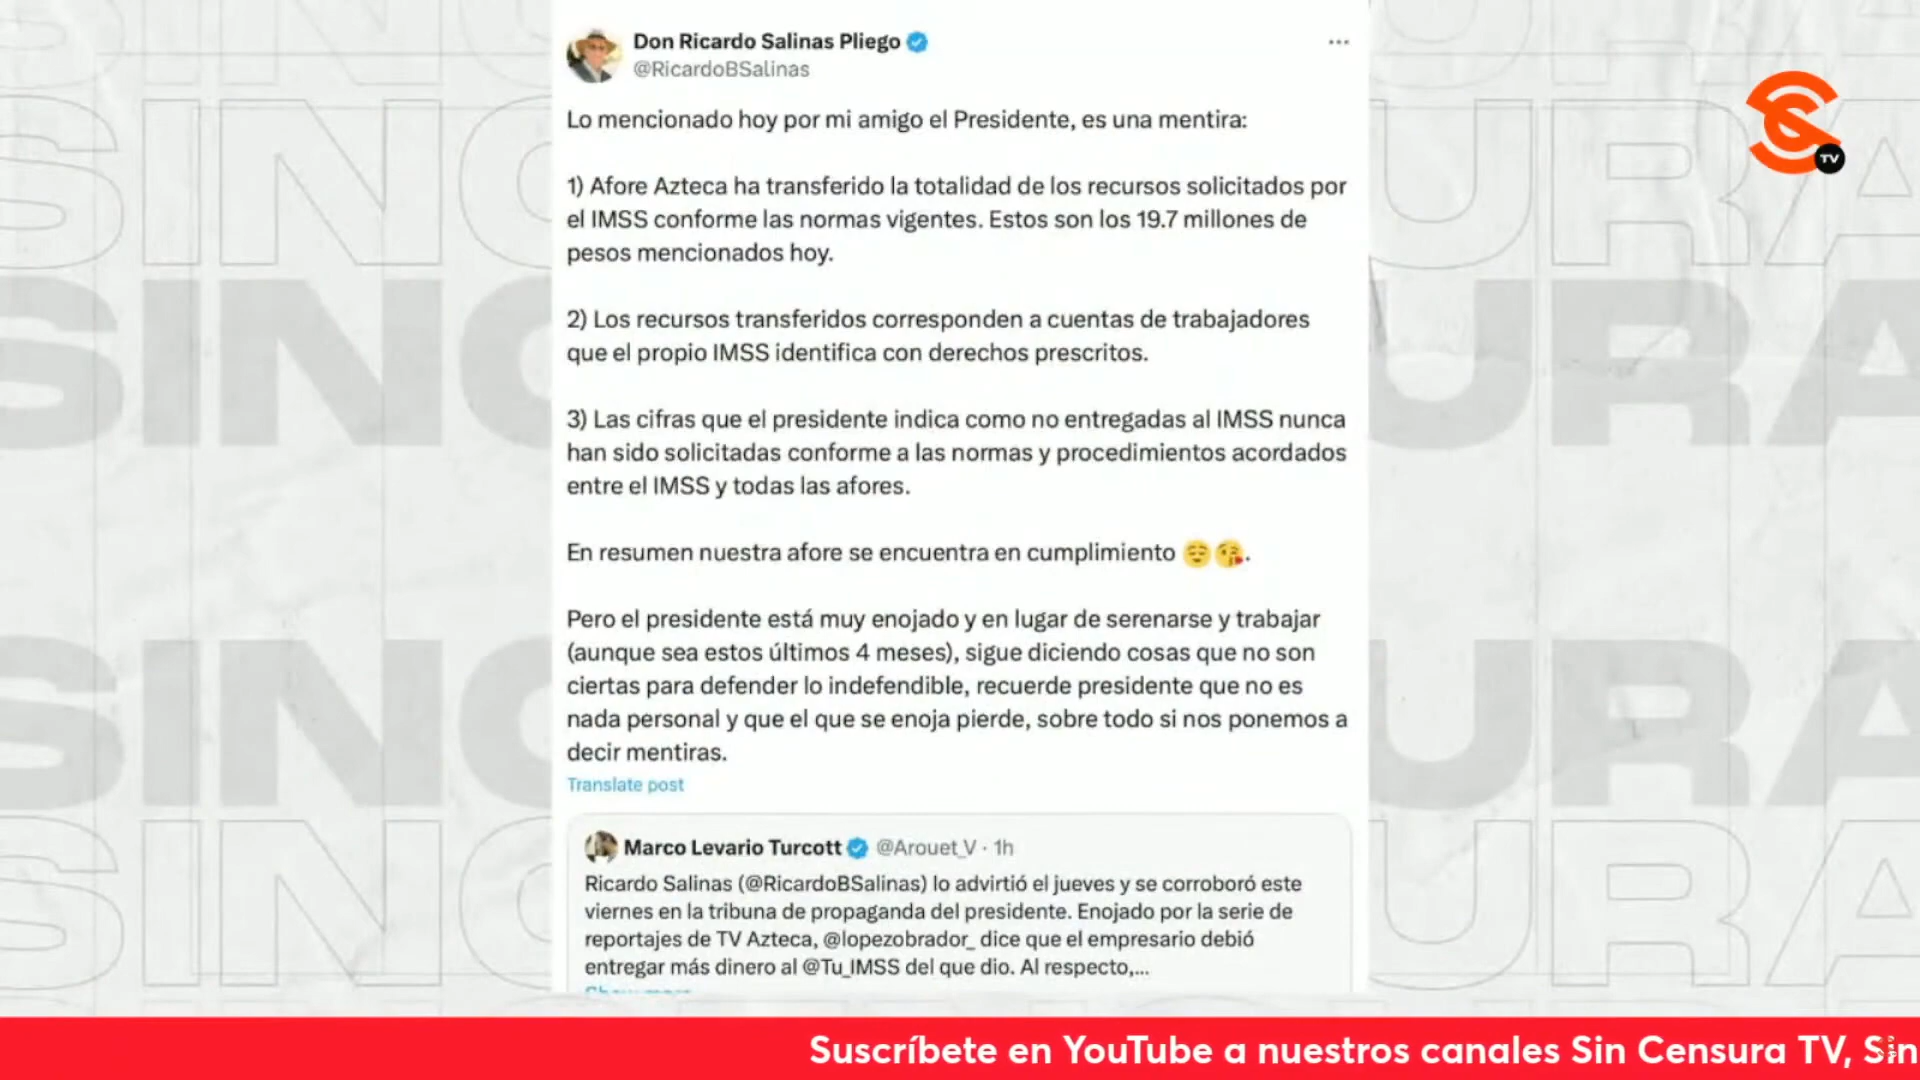 Don Ricardo Salinas Pliego
@RicardoBSalinas
Lo mencionado hoy por mi amigo el Presidente, es una mentira:
1) Afore Azteca ha transferido la totalidad de los recursos solicitados por
el IMSS conforme las normas vigentes. Estos son los 19.7 millones de
pesos mencionados hoy.
2) Los recursos transferidos corresponden a cuentas de trabajadores
que el propio IMSS identifica con derechos prescritos.
3) Las cifras que el presidente indica como no entregadas al IMSS nunca
han sido solicitadas conforme a las normas y procedimientos acordados
entre el IMSS y todas las afores.
En resumen nuestra afore se encuentra en cumplimiento 😌😘.
Pero el presidente está muy enojado y en lugar de serenarse y trabajar
(aunque sea estos últimos 4 meses), sigue diciendo cosas que no son
ciertas para defender lo indefendible, recuerde presidente que no es
nada personal y que el que se enoja pierde, sobre todo si nos ponemos a
decir mentiras.
Translate post
Marco Levario Turcott @Arouet_V · 1h
Ricardo Salinas (@RicardoBSalinas) lo advirtió el jueves y se corroboró este
viernes en la tribuna de propaganda del presidente. Enojado por la serie de
reportajes de TV Azteca, @lopezobrador_ dice que el empresario debió
entregar más dinero al @Tu_IMSS del que dio. Al respecto,...
TV
Suscríbete en YouTube a nuestros canales Sin Censura TV, Sin